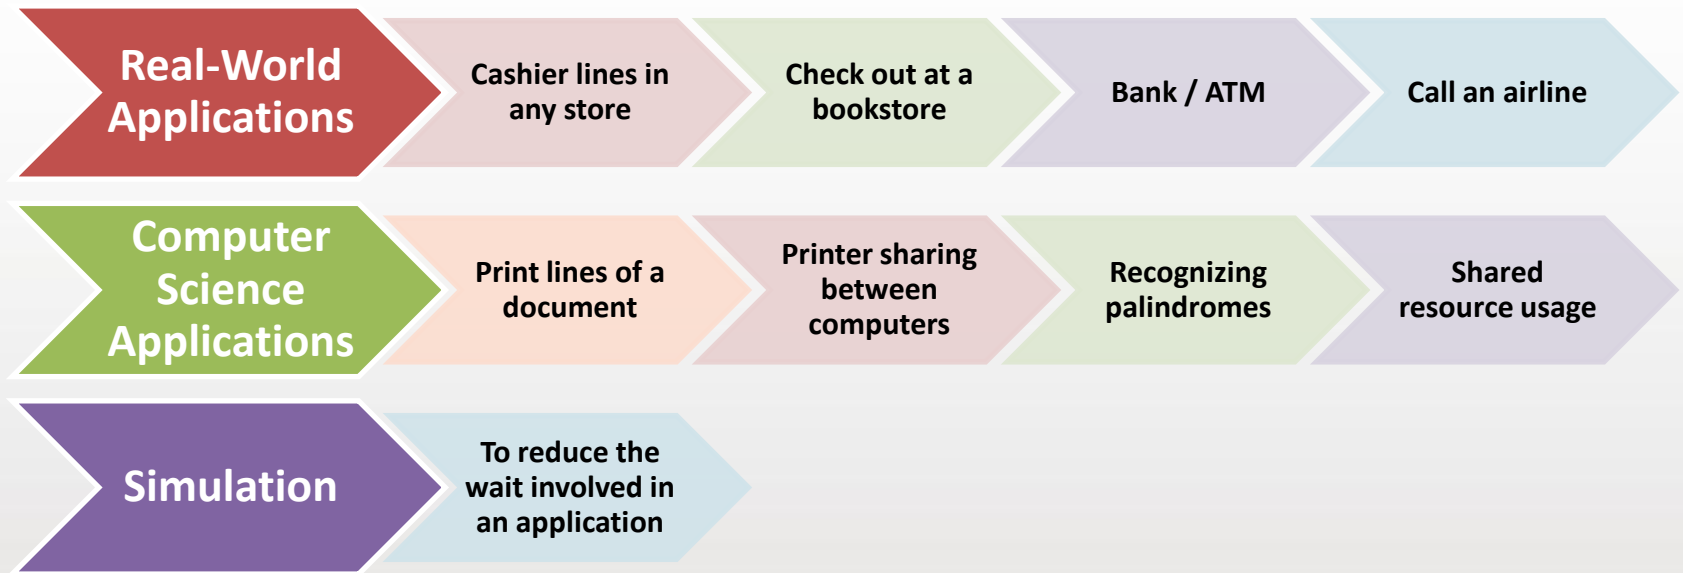 Real-World
Applications
Cashier lines in
any store
Check out at a
bookstore
Bank / ATM
Call an airline
Computer
Science
Applications
Print lines of a
document
Printer sharing
between
computers
Recognizing
palindromes
Shared
resource usage
Simulation
To reduce the
wait involved in
an application